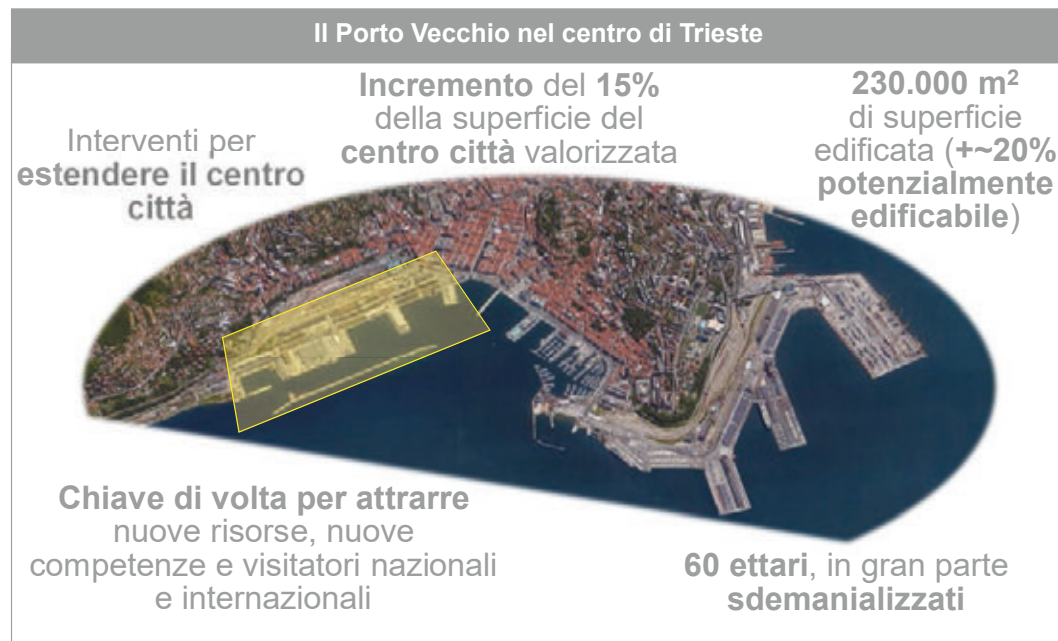 Il Porto Vecchio nel centro di Trieste
Interventi per
estendere il centro
città
Incremento del 15%
della superficie del
centro città valorizzata
230.000 m²
di superficie
edificata (+~20%
potenzialmente
edificabile)
Chiave di volta per attrarre
nuove risorse, nuove
competenze e visitatori nazionali
e internazionali
60 ettari, in gran parte
sdemanializzati